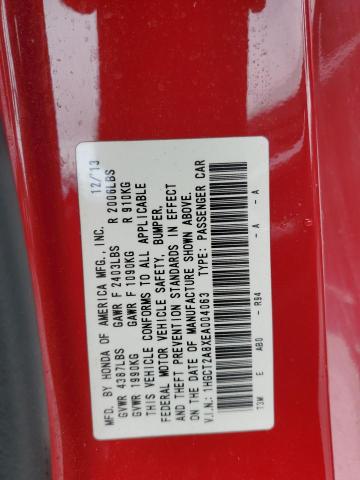 MFD. BY HONDA OF AMERICA MFG., INC. 12/13
GVWR 4387LBS GAWR F 2403LBS R 2006LBS
GVWR 1990KG GAWR F 1090KG R 910KG
THIS VEHICLE CONFORMS TO ALL APPLICABLE
FEDERAL MOTOR VEHICLE SAFETY, BUMPER,
AND THEFT PREVENTION STANDARDS IN EFFECT
ON THE DATE OF MANUFACTURE SHOWN ABOVE.
V.I.N.: 1HGCT2A8XEA004063 TYPE: PASSENGER CAR
T3M E AB0 - R94 - A - A